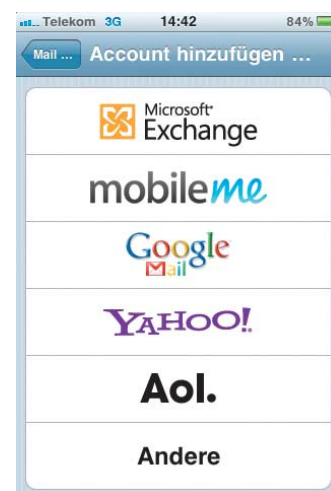 Telekom 3G 14:42 84%
Mail ... Account hinzufügen ...
Microsoft
Exchange
mobileme
Google
Mail
YAHOO!
Aol.
Andere